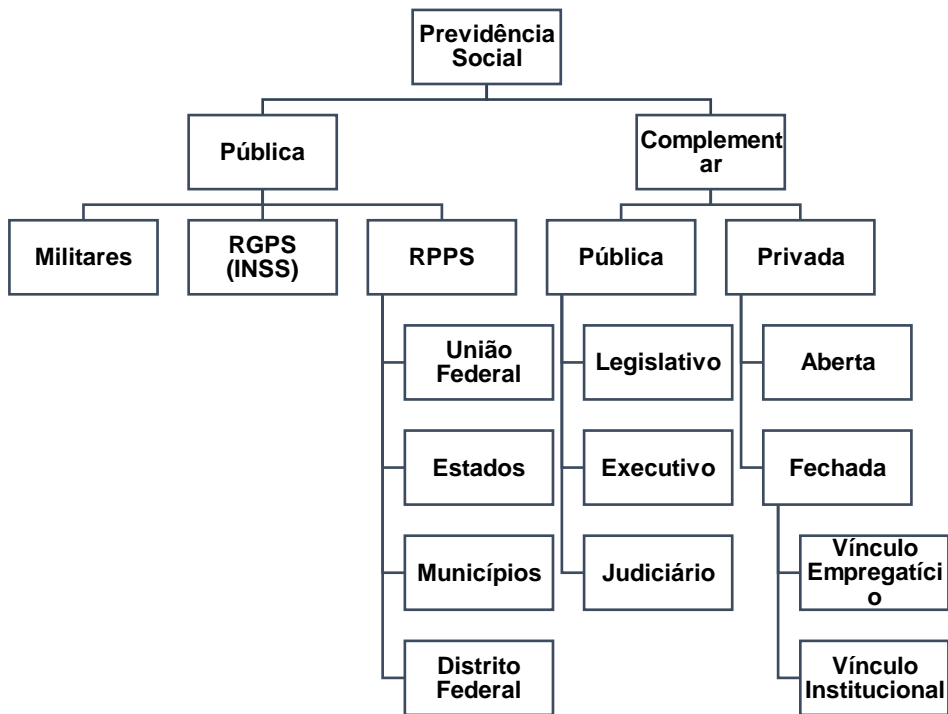 Previdência
Social
Pública
Complement
ar
Militares
RGPS
(INSS)
RPPS
Pública
Privada
União
Federal
Legislativo
Aberta
Estados
Executivo
Fechada
Municípios
Judiciário
Vínculo
Empregatíci
o
Distrito
Federal
Vínculo
Institucional